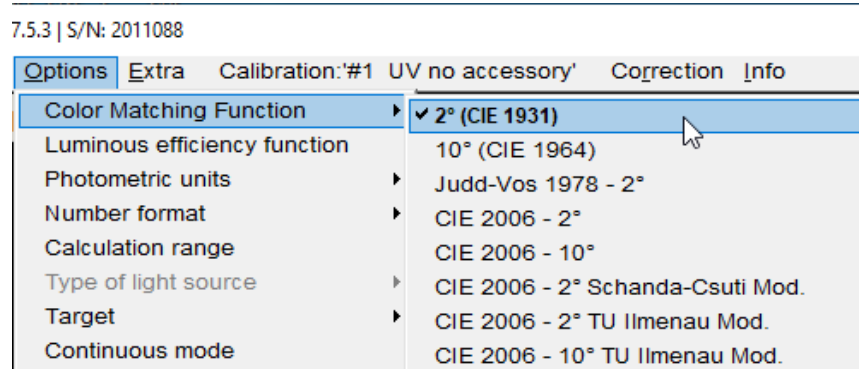 7.5.3 | S/N: 2011088
Options Extra Calibration:'#1 UV no accessory' Correction Info
Color Matching Function
Luminous efficiency function
Photometric units
Number format
Calculation range
Type of light source
Target
Continuous mode
2° (CIE 1931)
10° (CIE 1964)
Judd-Vos 1978 - 2°
CIE 2006 - 2°
CIE 2006 - 10°
CIE 2006 - 2° Schanda-Csuti Mod.
CIE 2006 - 2° TU Ilmenau Mod.
CIE 2006 - 10° TU Ilmenau Mod.